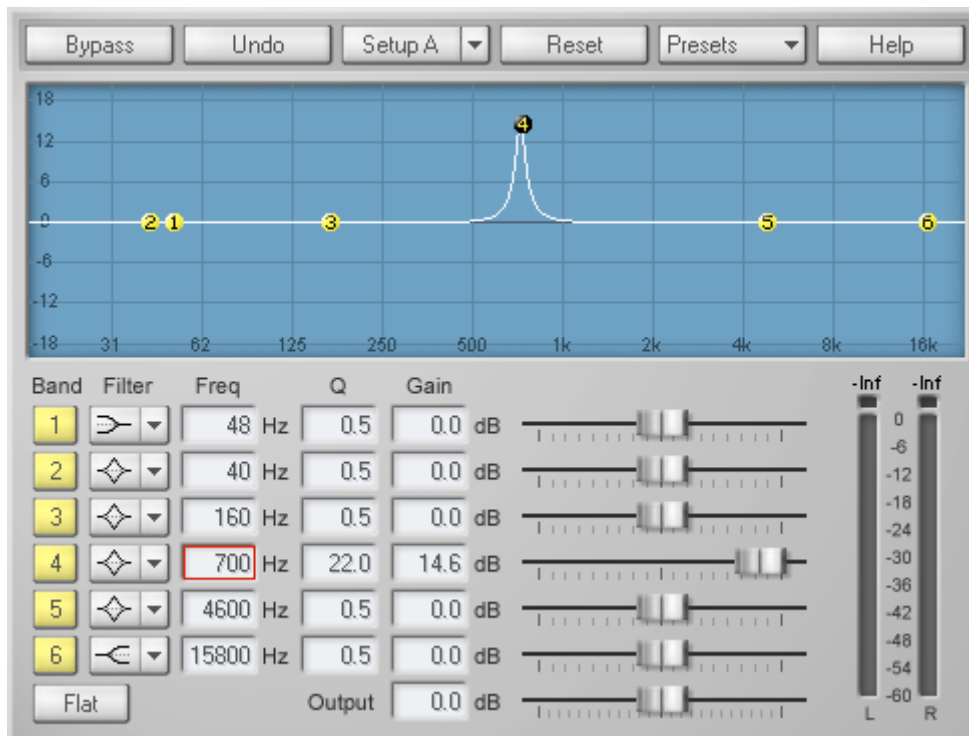 Bypass Undo Setup A Reset Presets Help
18
12
6
0
-6
-12
-18 31 62 125 250 500 1k 2k 4k 8k 16k
4
2 1 3 5 6
Band Filter Freq Q Gain -Inf -Inf
1 48 Hz 0.5 0.0 dB
2 40 Hz 0.5 0.0 dB
3 160 Hz 0.5 0.0 dB
4 700 Hz 22.0 14.6 dB
5 4600 Hz 0.5 0.0 dB
6 15800 Hz 0.5 0.0 dB
Flat Output 0.0 dB
0
-6
-12
-18
-24
-30
-36
-42
-48
-54
-60
L R